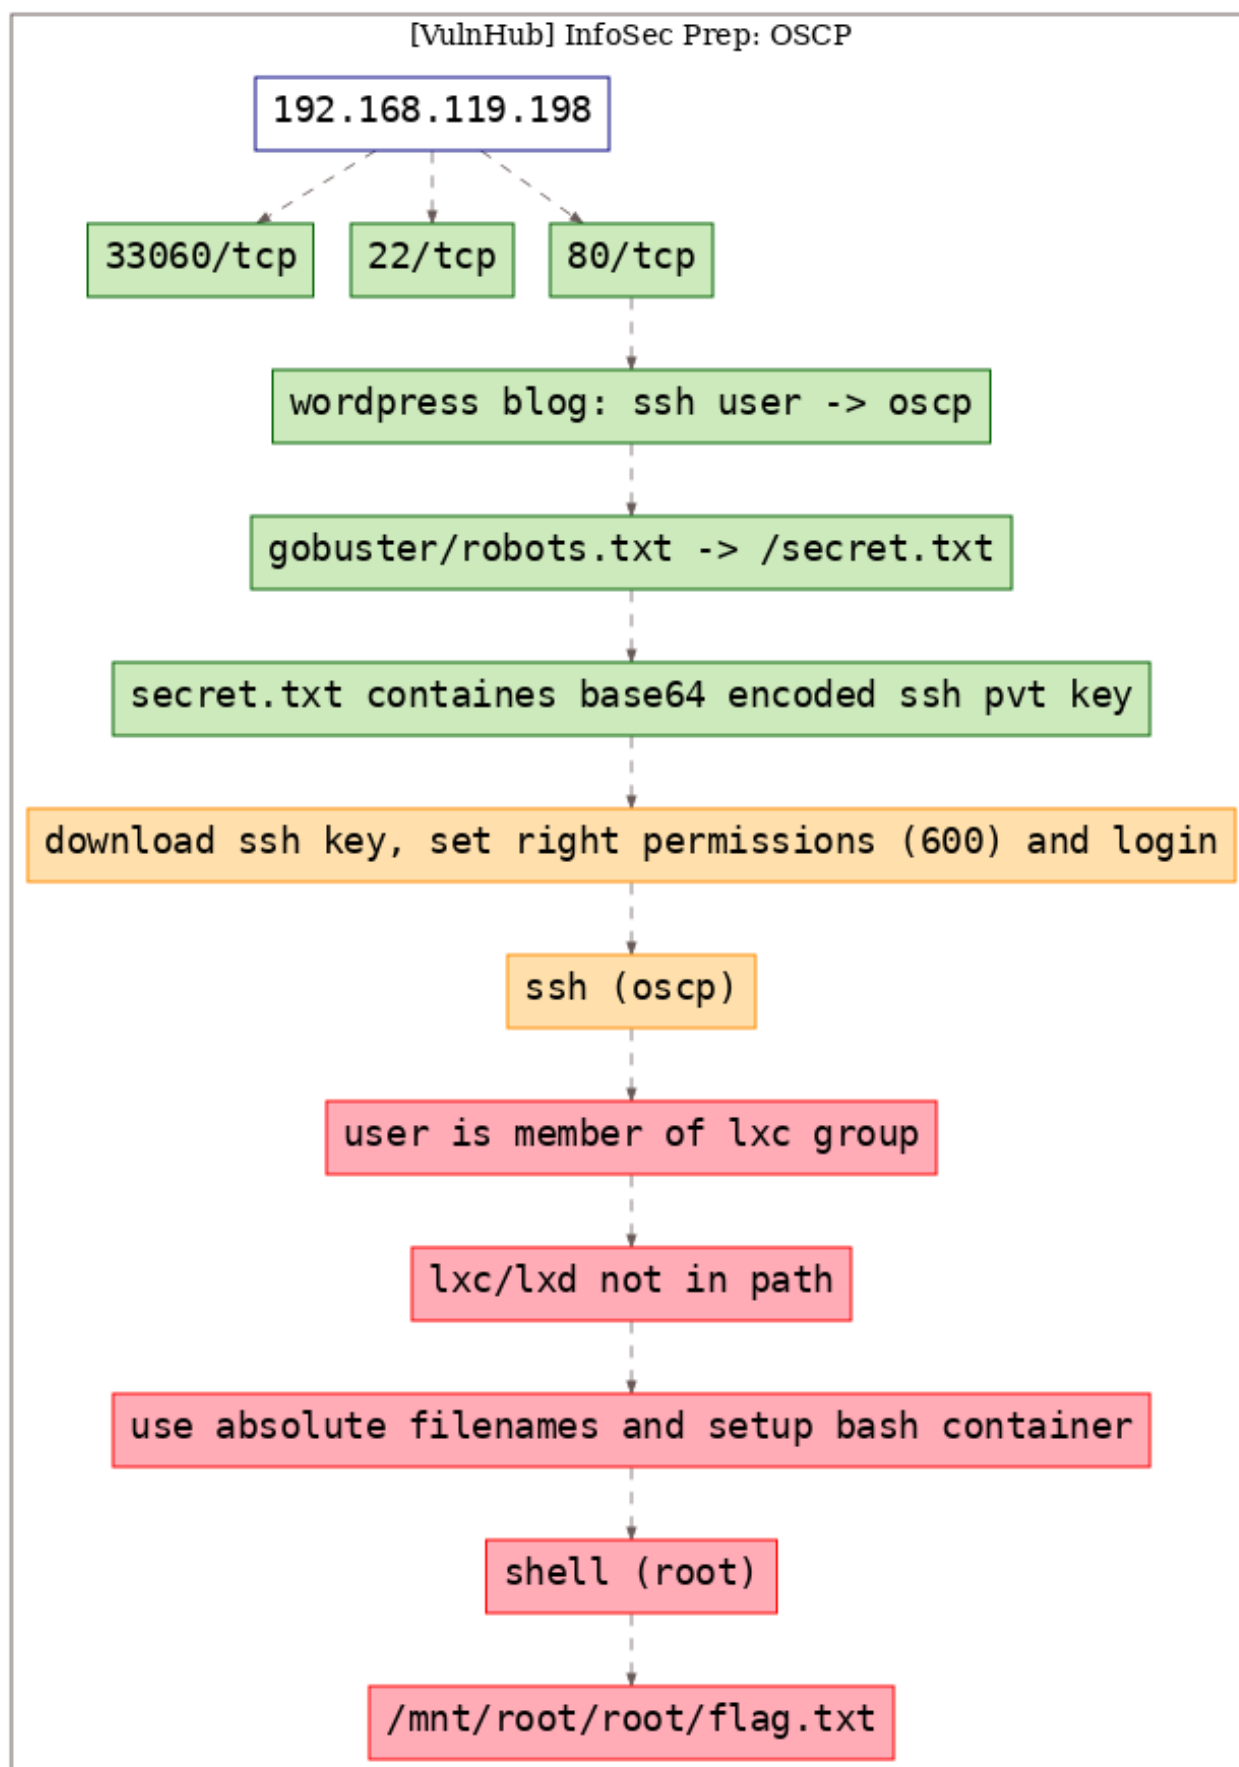 [VulnHub] InfoSec Prep: OSCP
192.168.119.198
33060/tcp
22/tcp
80/tcp
wordpress blog: ssh user -> oscp
gobuster/robots.txt -> /secret.txt
secret.txt containes base64 encoded ssh pvt key
download ssh key, set right permissions (600) and login
ssh (oscp)
user is member of lxc group
lxc/lxd not in path
use absolute filenames and setup bash container
shell (root)
/mnt/root/root/flag.txt